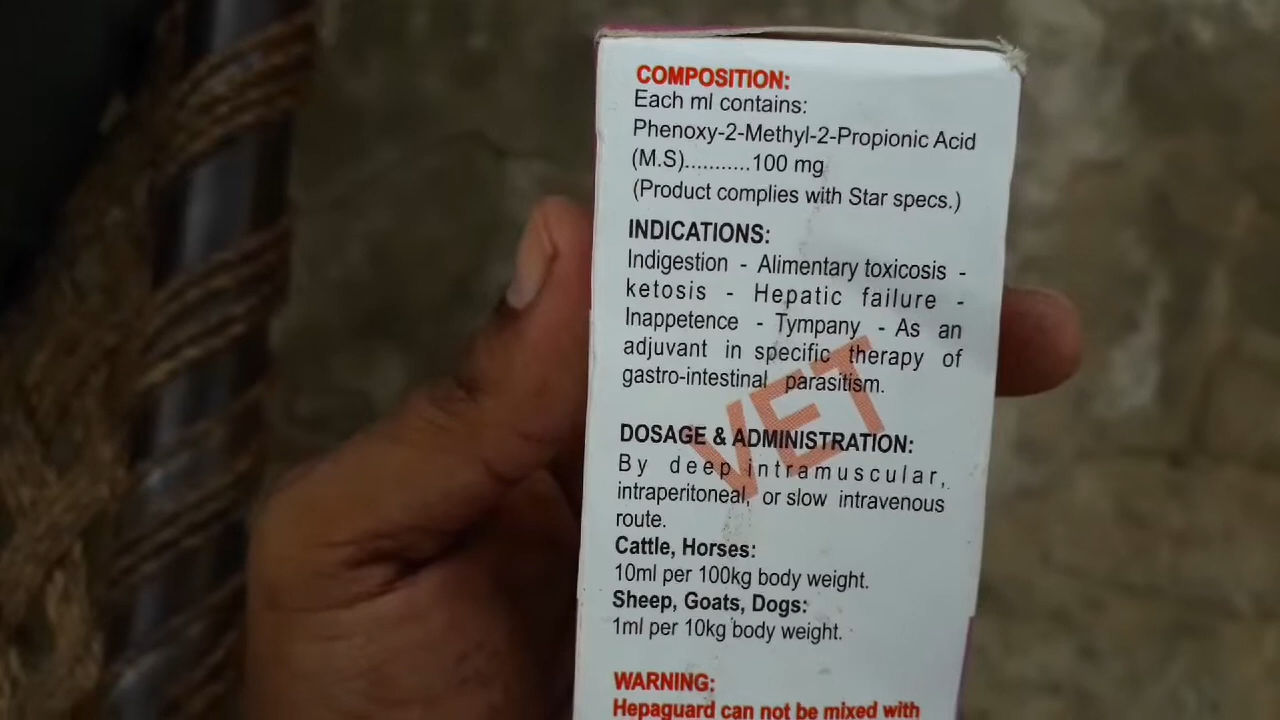 COMPOSITION:
Each ml contains:
Phenoxy-2-Methyl-2-Propionic Acid
(M.S)...........100 mg
(Product complies with Star specs.)
INDICATIONS:
Indigestion - Alimentary toxicosis -
ketosis - Hepatic failure -
Inappetence - Tympany - As an
adjuvant in specific therapy of
gastro-intestinal parasitism.
VET
DOSAGE & ADMINISTRATION:
By deep intramuscular,
intraperitoneal, or slow intravenous
route.
Cattle, Horses:
10ml per 100kg body weight.
Sheep, Goats, Dogs:
1ml per 10kg body weight.
WARNING:
Hepaguard can not be mixed with